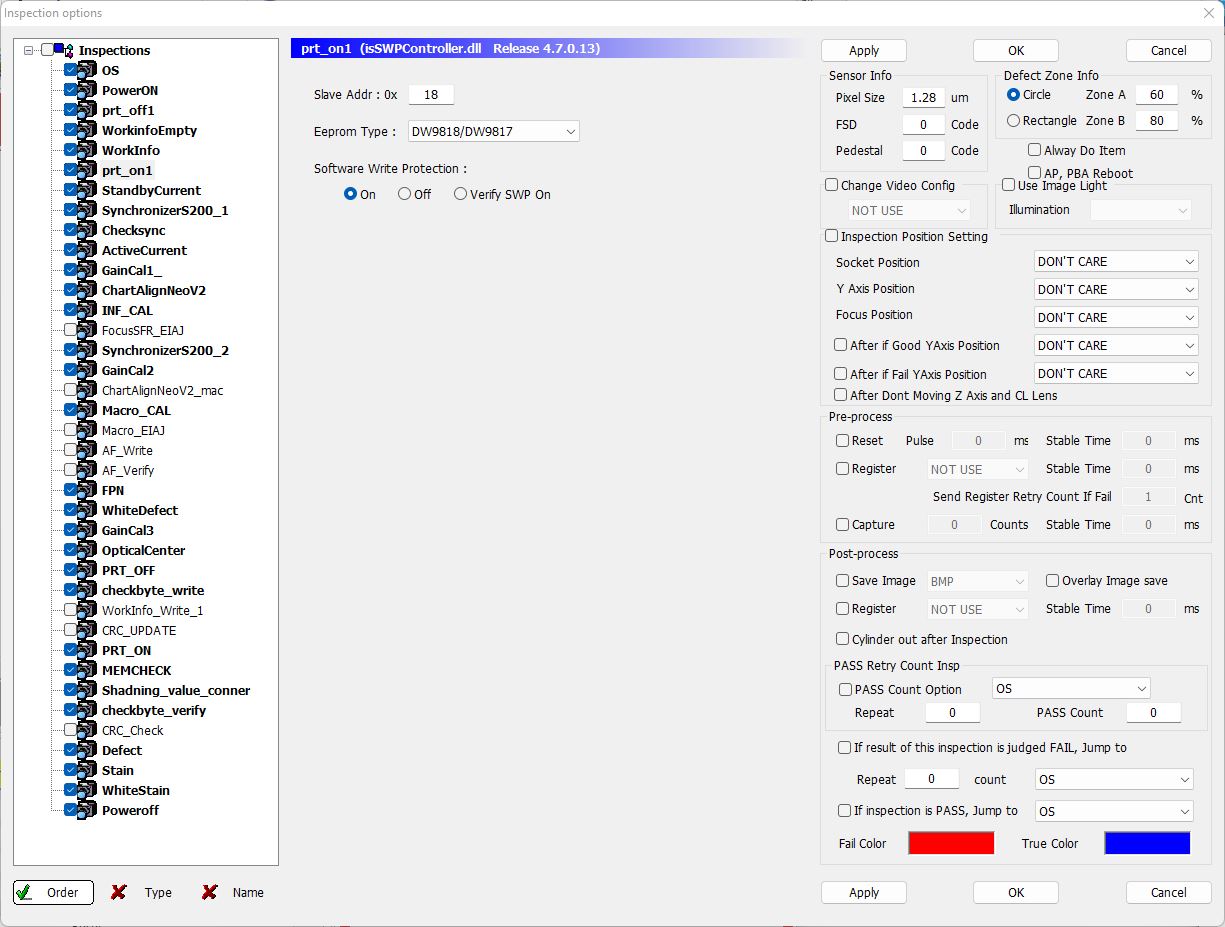 Inspection options
Inspections
OS
PowerON
prt_off1
WorkinfoEmpty
WorkInfo
prt_on1
StandbyCurrent
SynchronizerS200_1
Checksync
ActiveCurrent
GainCal1_
ChartAlignNeoV2
INF_CAL
FocusSFR_EIAJ
SynchronizerS200_2
GainCal2
ChartAlignNeoV2_mac
Macro_CAL
Macro_EIAJ
AF_Write
AF_Verify
FPN
WhiteDefect
GainCal3
OpticalCenter
PRT_OFF
checkbyte_write
WorkInfo_Write_1
CRC_UPDATE
PRT_ON
MEMCHECK
Shadning_value_conner
checkbyte_verify
CRC_Check
Defect
Stain
WhiteStain
Poweroff
Order Type Name
prt_on1 (isSWPController.dll Release 4.7.0.13)
Slave Addr : 0x 18
Eeprom Type : DW9818/DW9817
Software Write Protection :
On Off Verify SWP On
Apply OK Cancel
Sensor Info
Pixel Size 1.28 um
FSD 0 Code
Pedestal 0 Code
Defect Zone Info
Circle Zone A 60 %
Rectangle Zone B 80 %
Alway Do Item
AP, PBA Reboot
Change Video Config
NOT USE
Use Image Light
Illumination
Inspection Position Setting
Socket Position DON'T CARE
Y Axis Position DON'T CARE
Focus Position DON'T CARE
After if Good YAxis Position DON'T CARE
After if Fail YAxis Position DON'T CARE
After Dont Moving Z Axis and CL Lens
Pre-process
Reset Pulse 0 ms Stable Time 0 ms
Register NOT USE Stable Time 0 ms
Send Register Retry Count If Fail 1 Cnt
Capture 0 Counts Stable Time 0 ms
Post-process
Save Image BMP Overlay Image save
Register NOT USE Stable Time 0 ms
Cylinder out after Inspection
PASS Retry Count Insp
PASS Count Option OS
Repeat 0 PASS Count 0
If result of this inspection is judged FAIL, Jump to
Repeat 0 count OS
If inspection is PASS, Jump to OS
Fail Color True Color
Apply OK Cancel